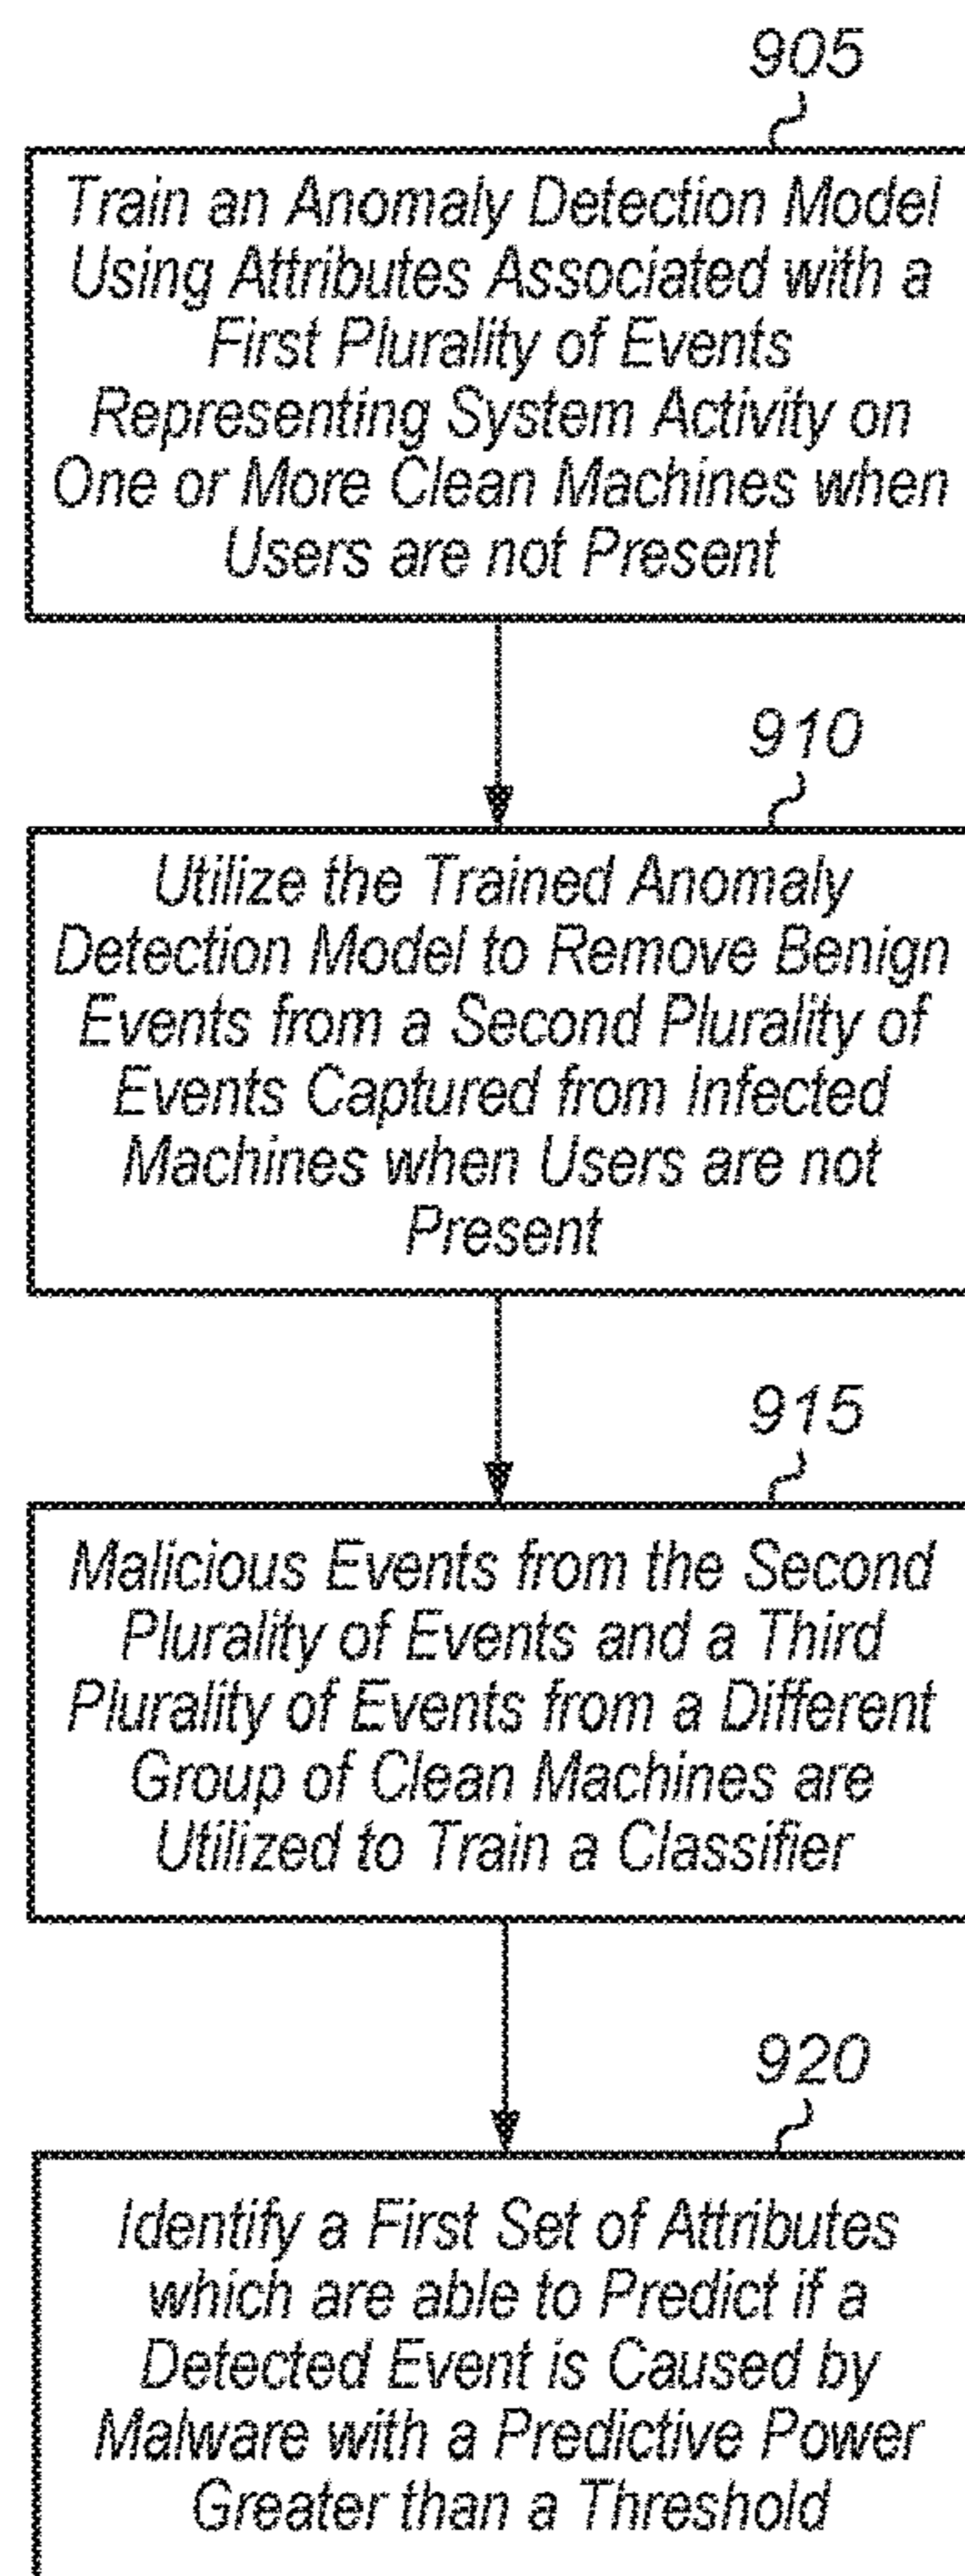 905
Train an Anomaly Detection Model
Using Attributes Associated with a
First Plurality of Events
Representing System Activity on
One or More Clean Machines when
Users are not Present
910
Utilize the Trained Anomaly
Detection Model to Remove Benign
Events from a Second Plurality of
Events Captured from Infected
Machines when Users are not
Present
915
Malicious Events from the Second
Plurality of Events and a Third
Plurality of Events from a Different
Group of Clean Machines are
Utilized to Train a Classifier
920
Identify a First Set of Attributes
which are able to Predict if a
Detected Event is Caused by
Malware with a Predictive Power
Greater than a Threshold